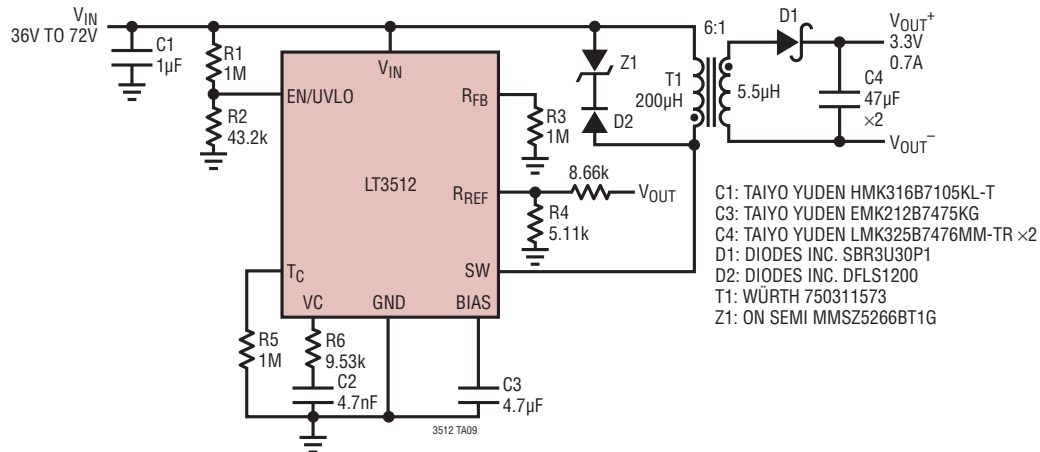 VIN
36V TO 72V
C1
1µF
R1
1M
R2
43.2k
VIN
EN/UVLO
RFB
LT3512
RREF
SW
TC
VC
GND
BIAS
R3
1M
8.66k
VOUT
R4
5.11k
Z1
D2
T1
200µH
6:1
5.5µH
D1
VOUT+
3.3V
0.7A
C4
47µF
×2
VOUT−
R5
1M
R6
9.53k
C2
4.7nF
C3
4.7µF
3512 TA09
C1: TAIYO YUDEN HMK316B7105KL-T
C3: TAIYO YUDEN EMK212B7475KG
C4: TAIYO YUDEN LMK325B7476MM-TR ×2
D1: DIODES INC. SBR3U30P1
D2: DIODES INC. DFLS1200
T1: WÜRTH 750311573
Z1: ON SEMI MMSZ5266BT1G